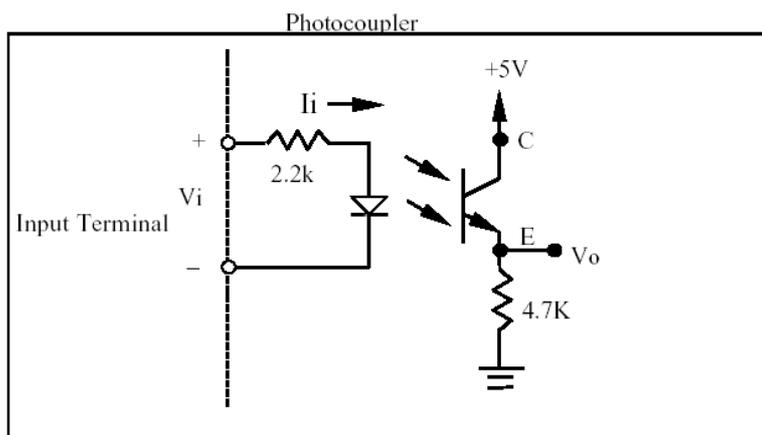 Photocoupler
+5V
Ii
C
+
2.2k
Vi
Input Terminal
E
Vo
–
4.7K